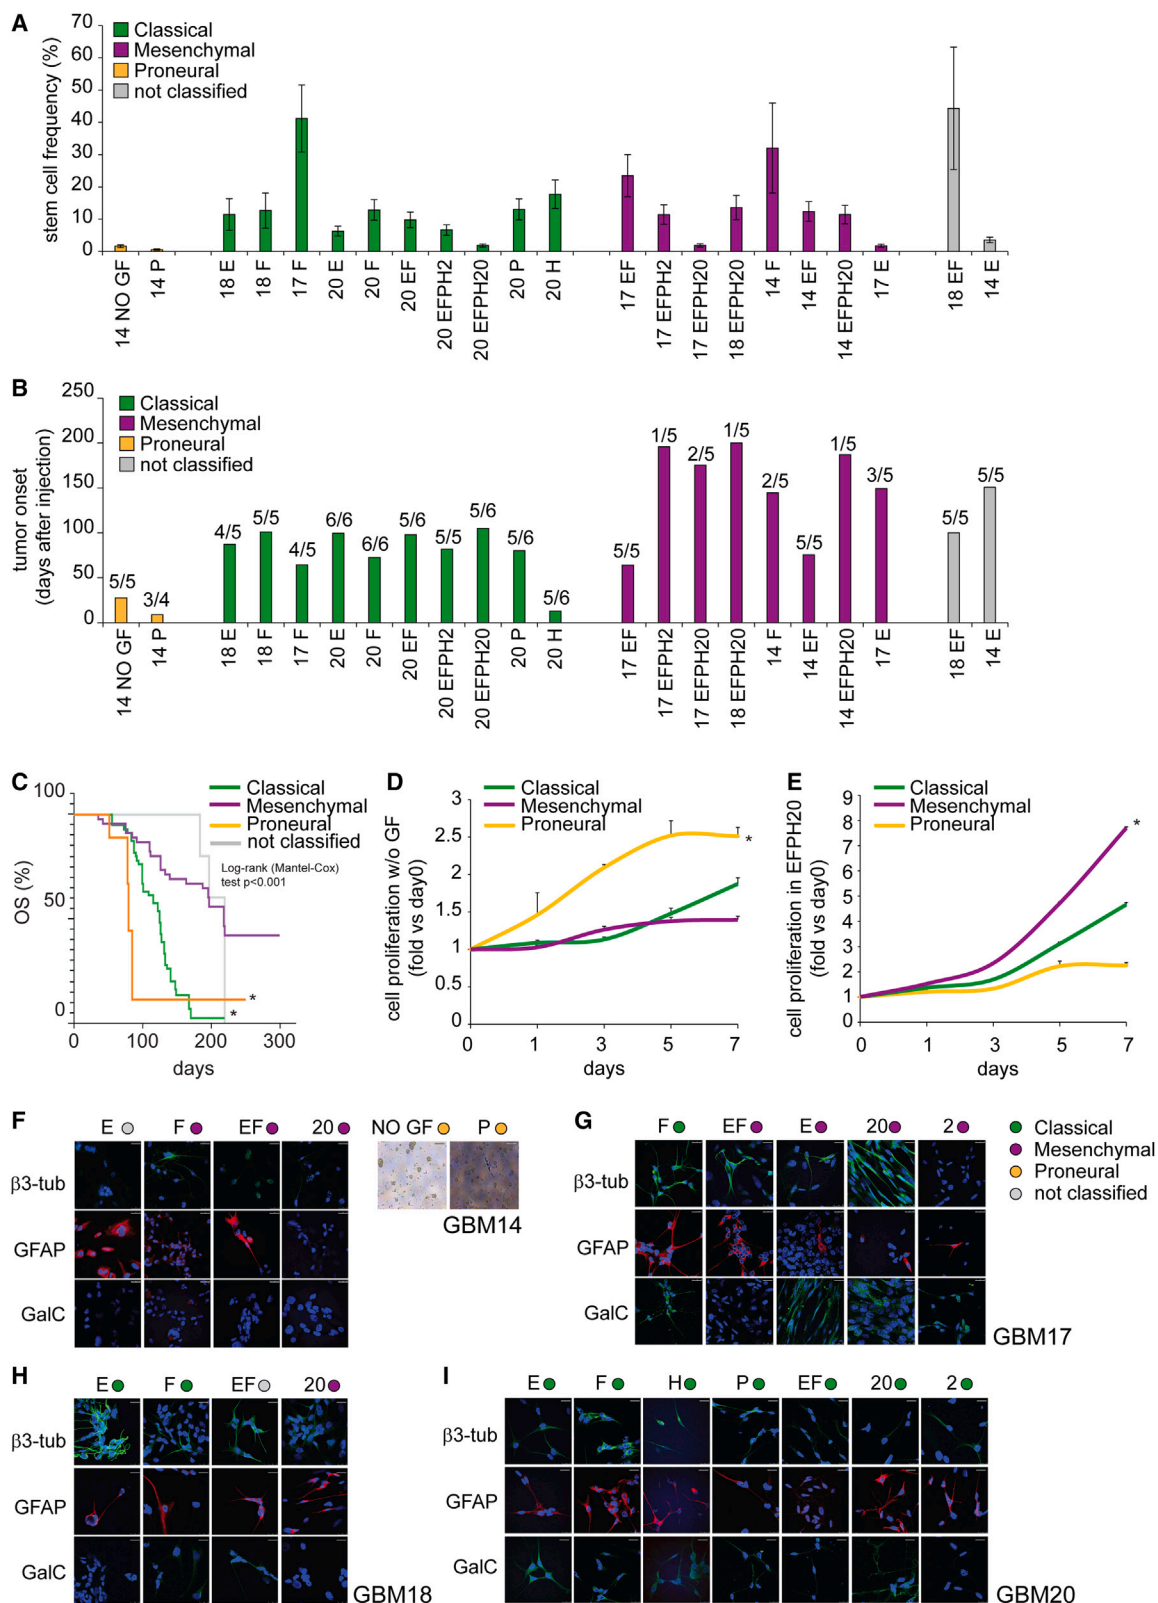 A
Classical
Mesenchymal
Proneural
not classified
stem cell frequency (%)
70
60
50
40
30
20
10
0
14 NO GF
14 P
18 E
18 F
17 F
20 E
20 F
20 EF
20 EFPH2
20 EFPH20
20 P
20 H
17 EF
17 EFPH2
17 EFPH20
18 EFPH20
14 F
14 EF
14 EFPH20
17 E
18 EF
14 E
B
Classical
Mesenchymal
Proneural
not classified
tumor onset
(days after injection)
250
200
150
100
50
0
5/5
3/4
4/5
5/5
4/5
6/6
6/6
5/6
5/5
5/6
5/6
5/6
5/5
1/5
2/5
1/5
2/5
5/5
1/5
3/5
5/5
5/5
14 NO GF
14 P
18 E
18 F
17 F
20 E
20 F
20 EF
20 EFPH2
20 EFPH20
20 P
20 H
17 EF
17 EFPH2
17 EFPH20
18 EFPH20
14 F
14 EF
14 EFPH20
17 E
18 EF
14 E
C
Classical
Mesenchymal
Proneural
not classified
Log-rank (Mantel-Cox)
test p<0.001
OS (%)
100
50
0
*
*
0 100 200 300
days
D
Classical
Mesenchymal
Proneural
cell proliferation w/o GF
(fold vs day0)
3
2.5
2
1.5
1
0.5
0
*
0 1 3 5 7
days
E
Classical
Mesenchymal
Proneural
cell proliferation in EFPH20
(fold vs day0)
9
8
7
6
5
4
3
2
1
0
*
0 1 3 5 7
days
F
E F EF 20
NO GF P
β3-tub
GFAP
GalC
GBM14
G
F EF E 20 2
β3-tub
GFAP
GalC
GBM17
Classical
Mesenchymal
Proneural
not classified
H
E F EF 20
β3-tub
GFAP
GalC
GBM18
I
E F H P EF 20 2
β3-tub
GFAP
GalC
GBM20